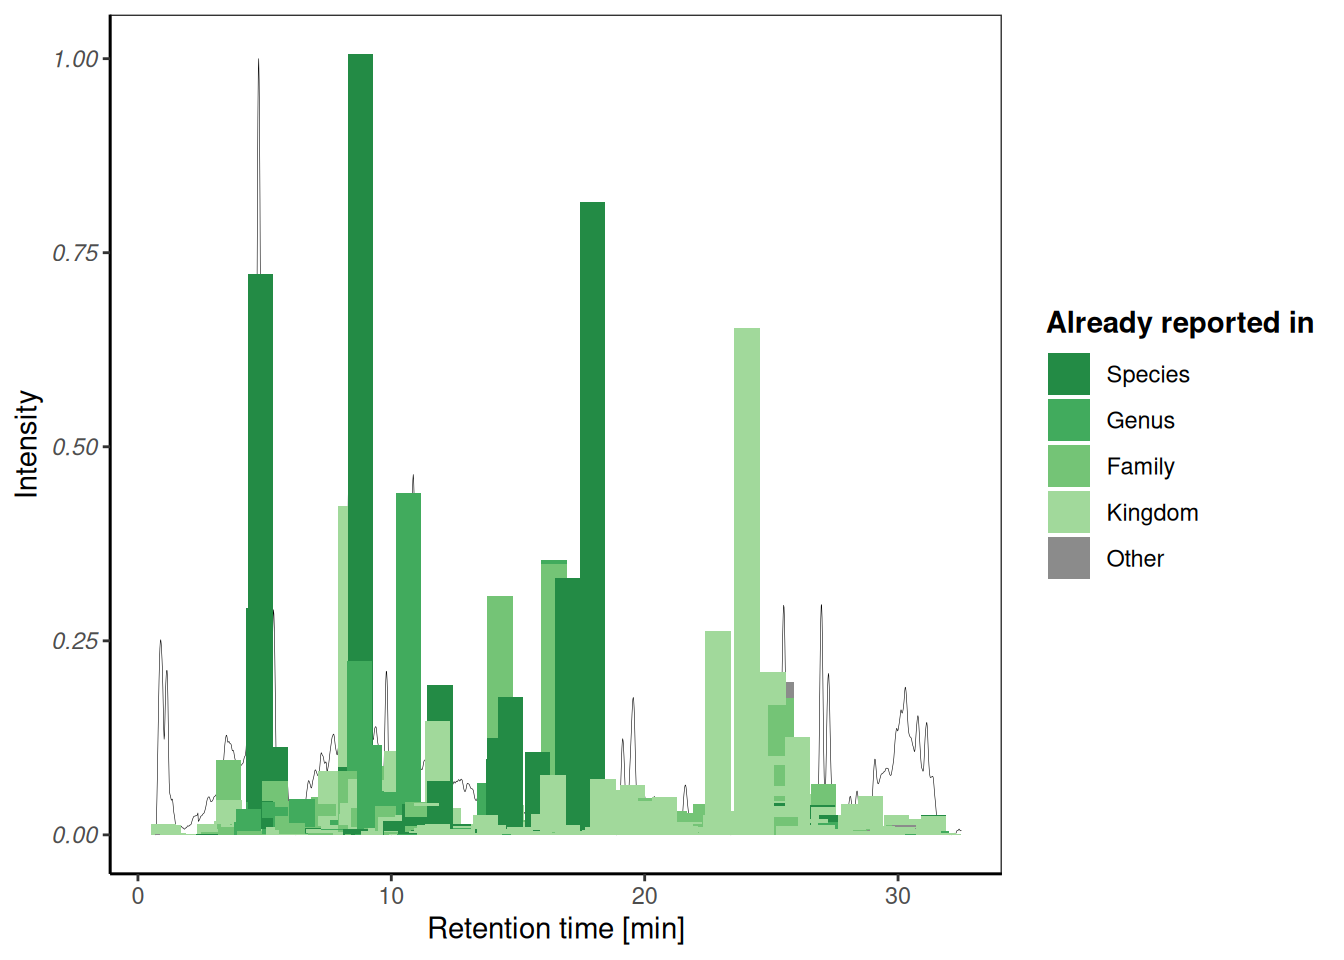 1.00
0.75
0.50
0.25
0.00
Intensity
0
10
20
30
Retention time [min]
Already reported in
Species
Genus
Family
Kingdom
Other